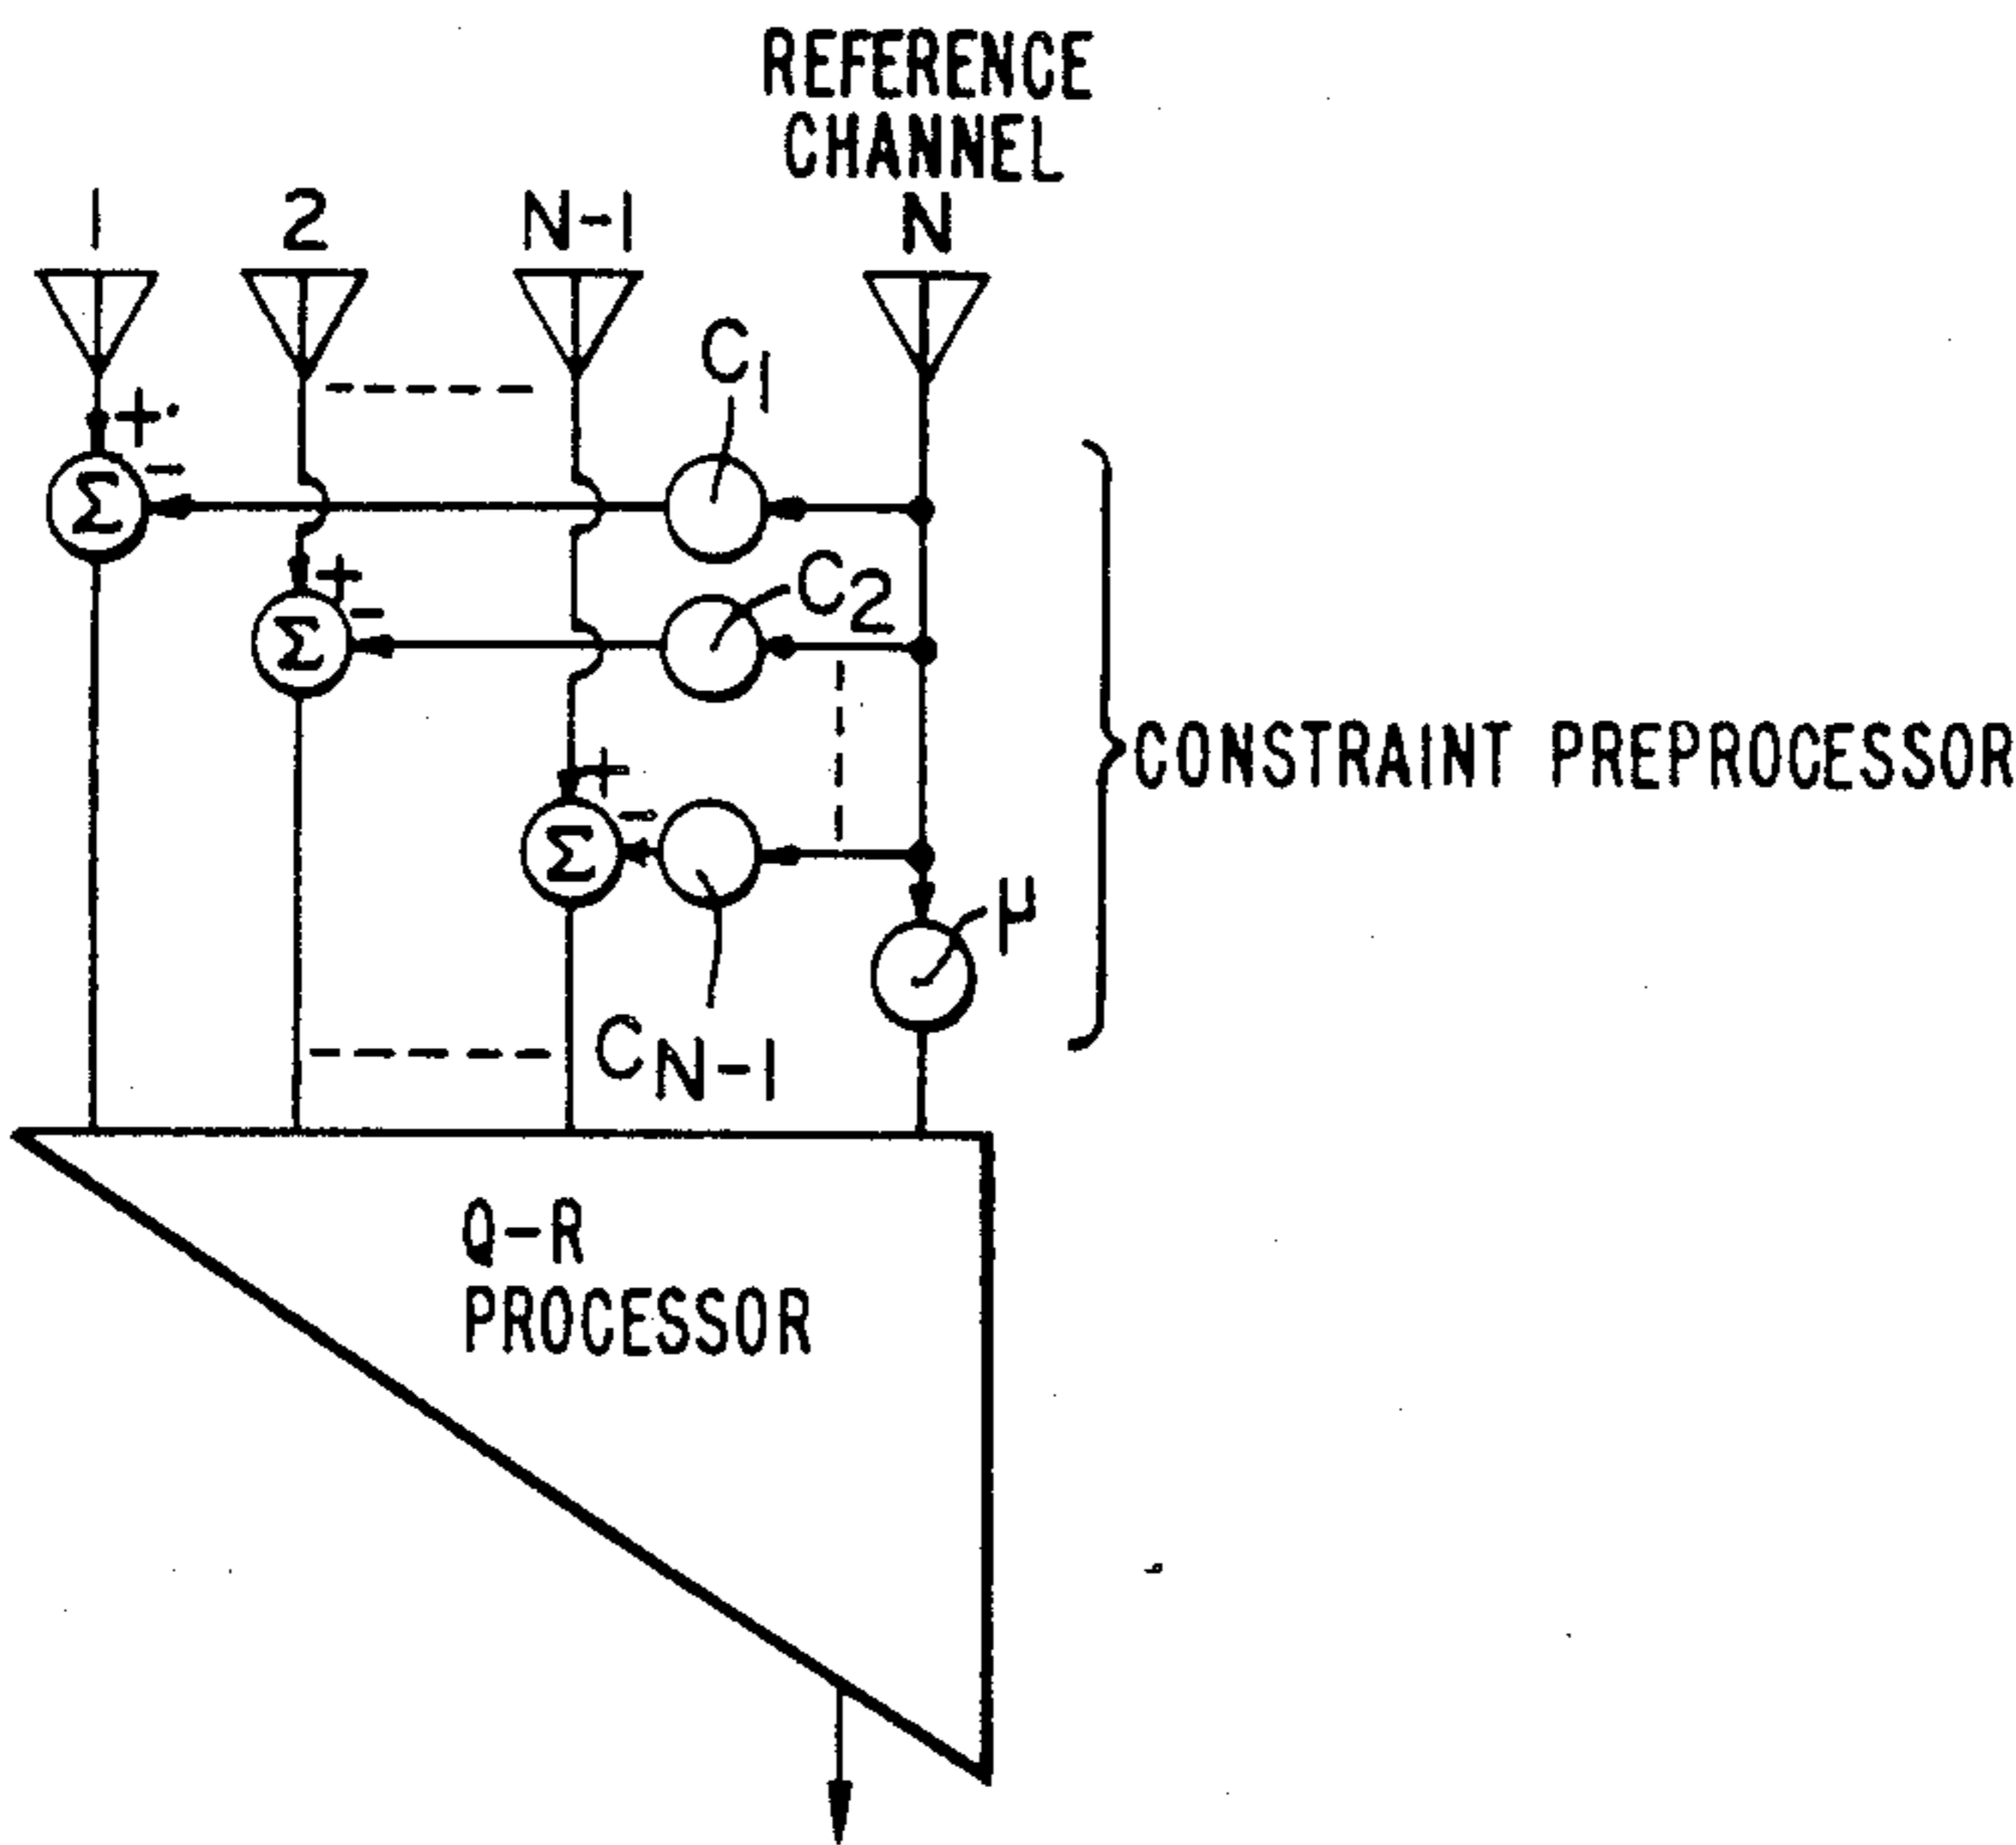 REFERENCE
CHANNEL
1 2 N-1 N
C1
+
-
Σ
C2
+
-
Σ
CONSTRAINT PREPROCESSOR
+
-
Σ
μ
CN-1
Q-R
PROCESSOR